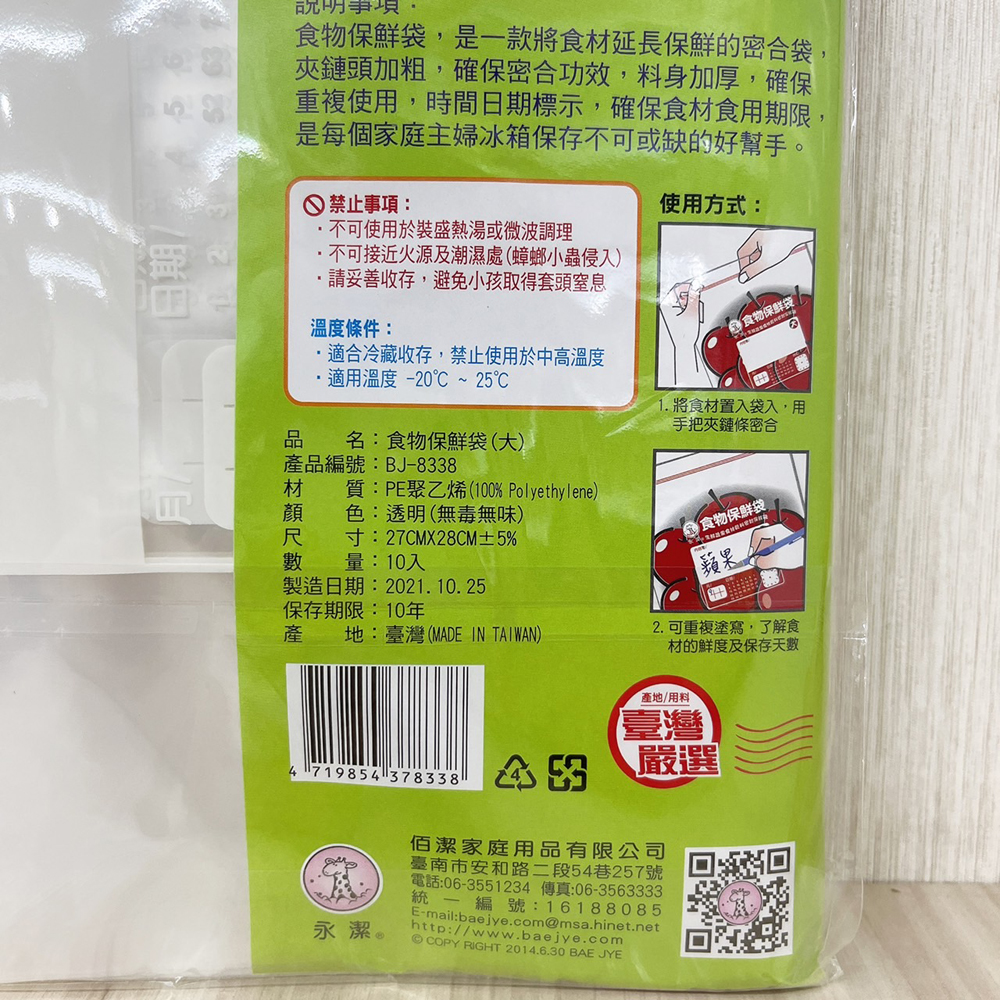 說明事項：
食物保鮮袋，是一款將食材延長保鮮的密合袋，
夾鏈頭加粗，確保密合功效，料身加厚，確保
重複使用，時間日期標示，確保食材食用期限，
是每個家庭主婦冰箱保存不可或缺的好幫手。
禁止事項：
·不可使用於裝盛熱湯或微波調理
·不可接近火源及潮濕處(蟑螂小蟲侵入)
·請妥善收存，避免小孩取得套頭窒息
溫度條件：
·適合冷藏收存，禁止使用於中高溫度
·適用溫度 -20℃ ~ 25℃
使用方式：
食物保鮮袋
大
1. 將食材置入袋入，用
手把夾鏈條密合
食物保鮮袋
蘋果
2. 可重複塗寫，了解食
材的鮮度及保存天數
品名：食物保鮮袋(大)
產品編號：BJ-8338
材質：PE聚乙烯(100% Polyethylene)
顏色：透明(無毒無味)
尺寸：27CMX28CM±5%
數量：10入
製造日期：2021.10.25
保存期限：10年
產地：臺灣(MADE IN TAIWAN)
4 719854 378338
4
產地/用料
臺灣
嚴選
永潔®
佰潔家庭用品有限公司
臺南市安和路二段54巷257號
電話:06-3551234 傳真:06-3563333
統一編號:16188085
E-mail:baejye.com@msa.hinet.net
http://www.baejye.com
© COPY RIGHT 2014.6.30 BAE JYE
日期/
月/